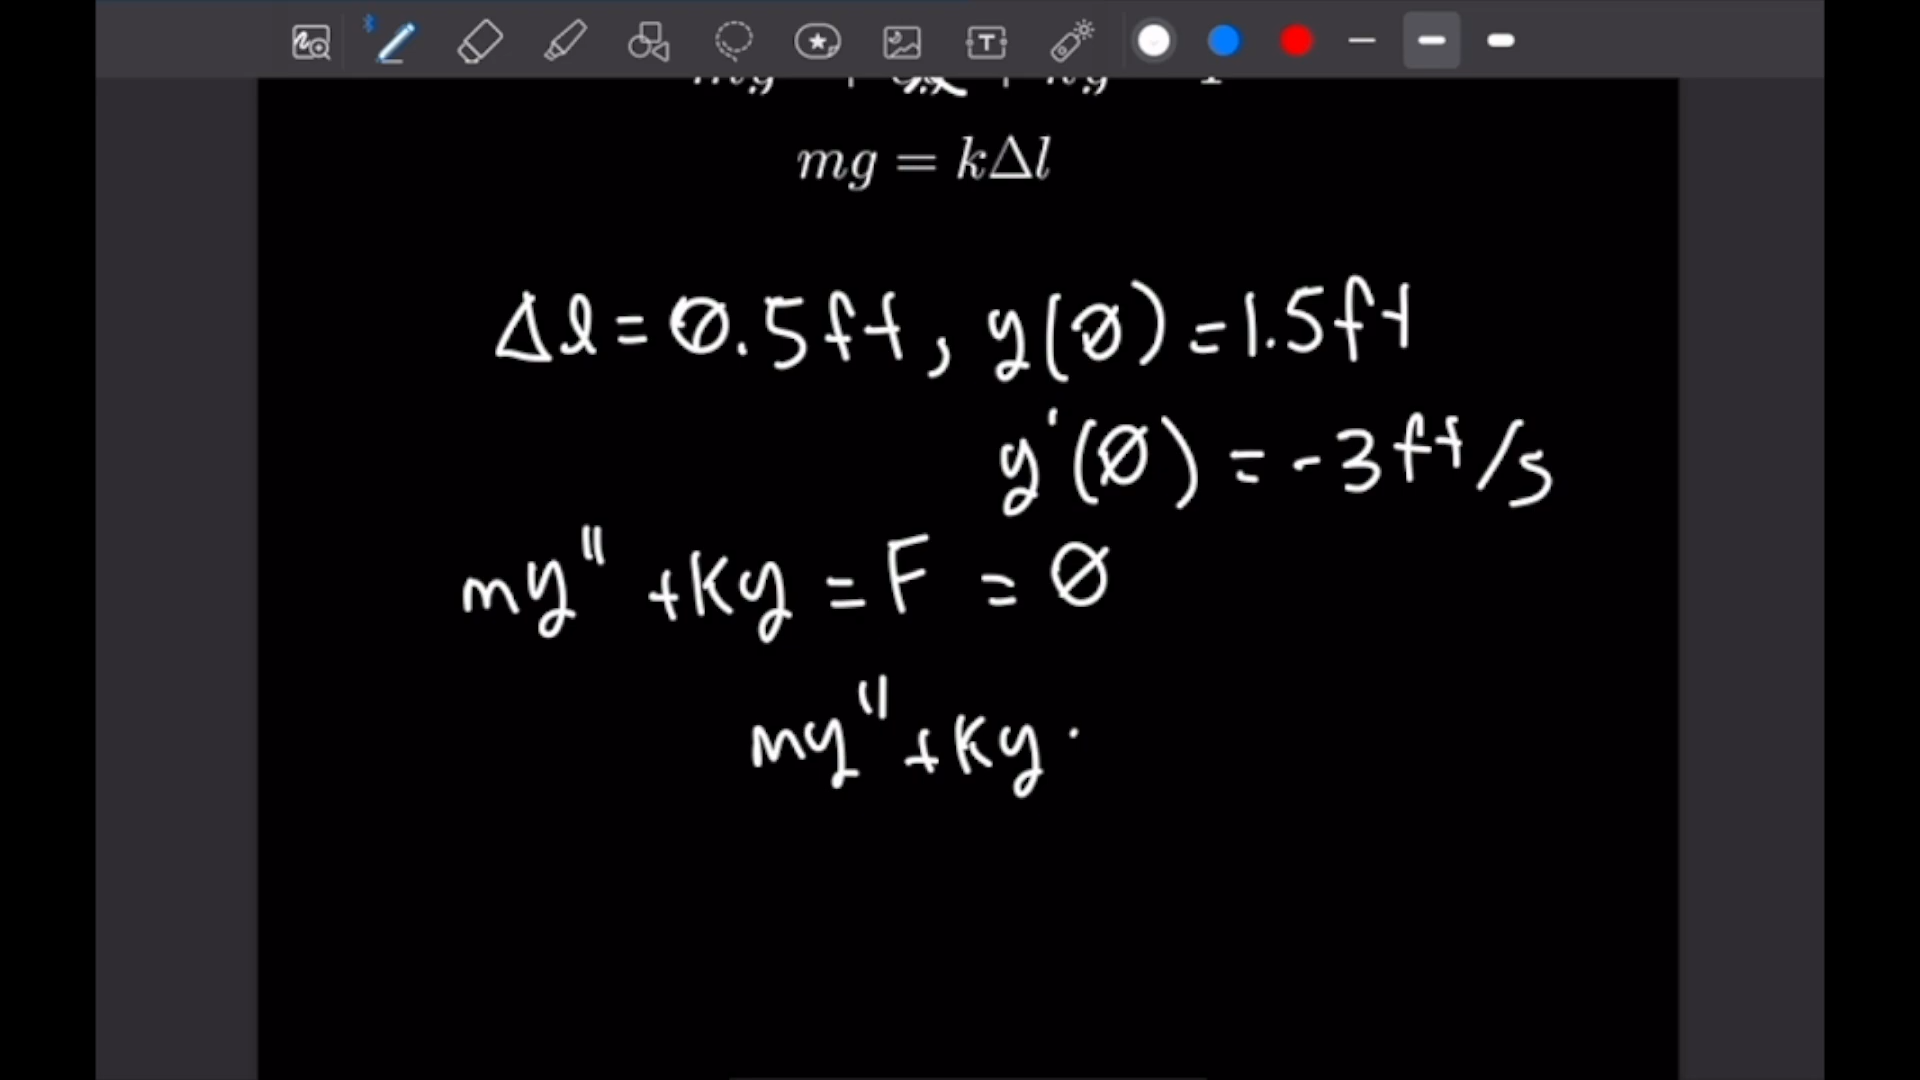 mg = kΔl
Δl = 0.5ft, y(0) = 1.5ft
y'(0) = -3ft/s
my" + ky = F = 0
my" + ky